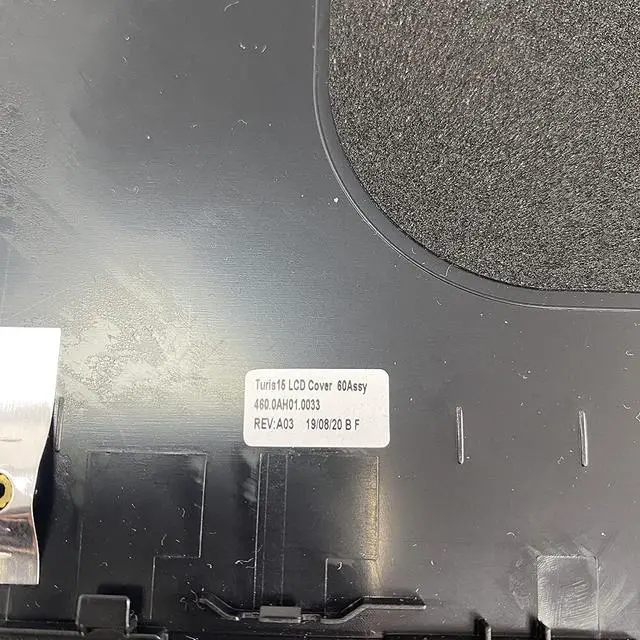 Turis15 LCD Cover 60Assy
460.0AH01.0033
REV:A03 19/08/20 B F